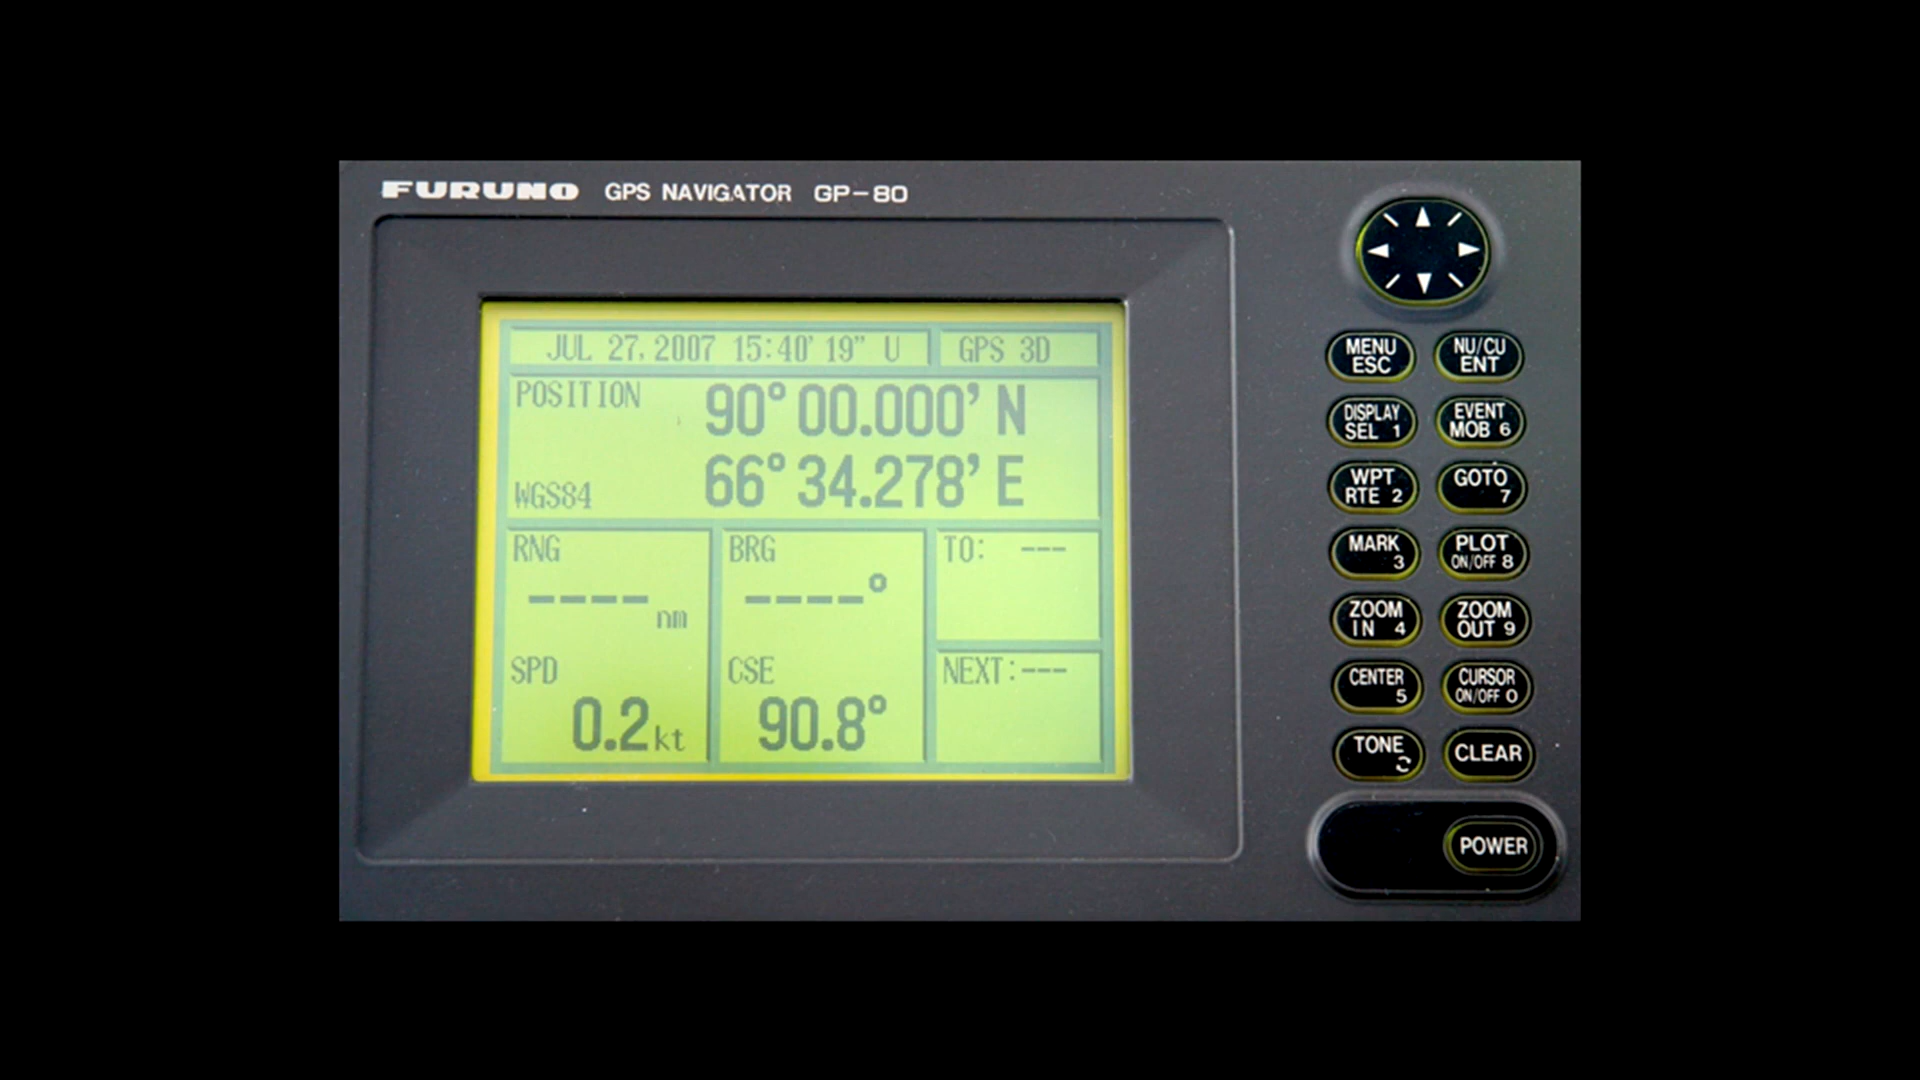 FURUNO GPS NAVIGATOR GP-80
JUL 27, 2007 15:40' 19" U GPS 3D
POSITION 90° 00.000' N
WGS84 66° 34.278' E
RNG BRG TO: ---
----nm ----°
SPD CSE NEXT:---
0.2kt 90.8°
MENU ESC NU/CU ENT
DISPLAY SEL 1 EVENT MOB 6
WPT RTE 2 GOTO 7
MARK 3 PLOT ON/OFF 8
ZOOM IN 4 ZOOM OUT 9
CENTER 5 CURSOR ON/OFF 0
TONE CLEAR
POWER